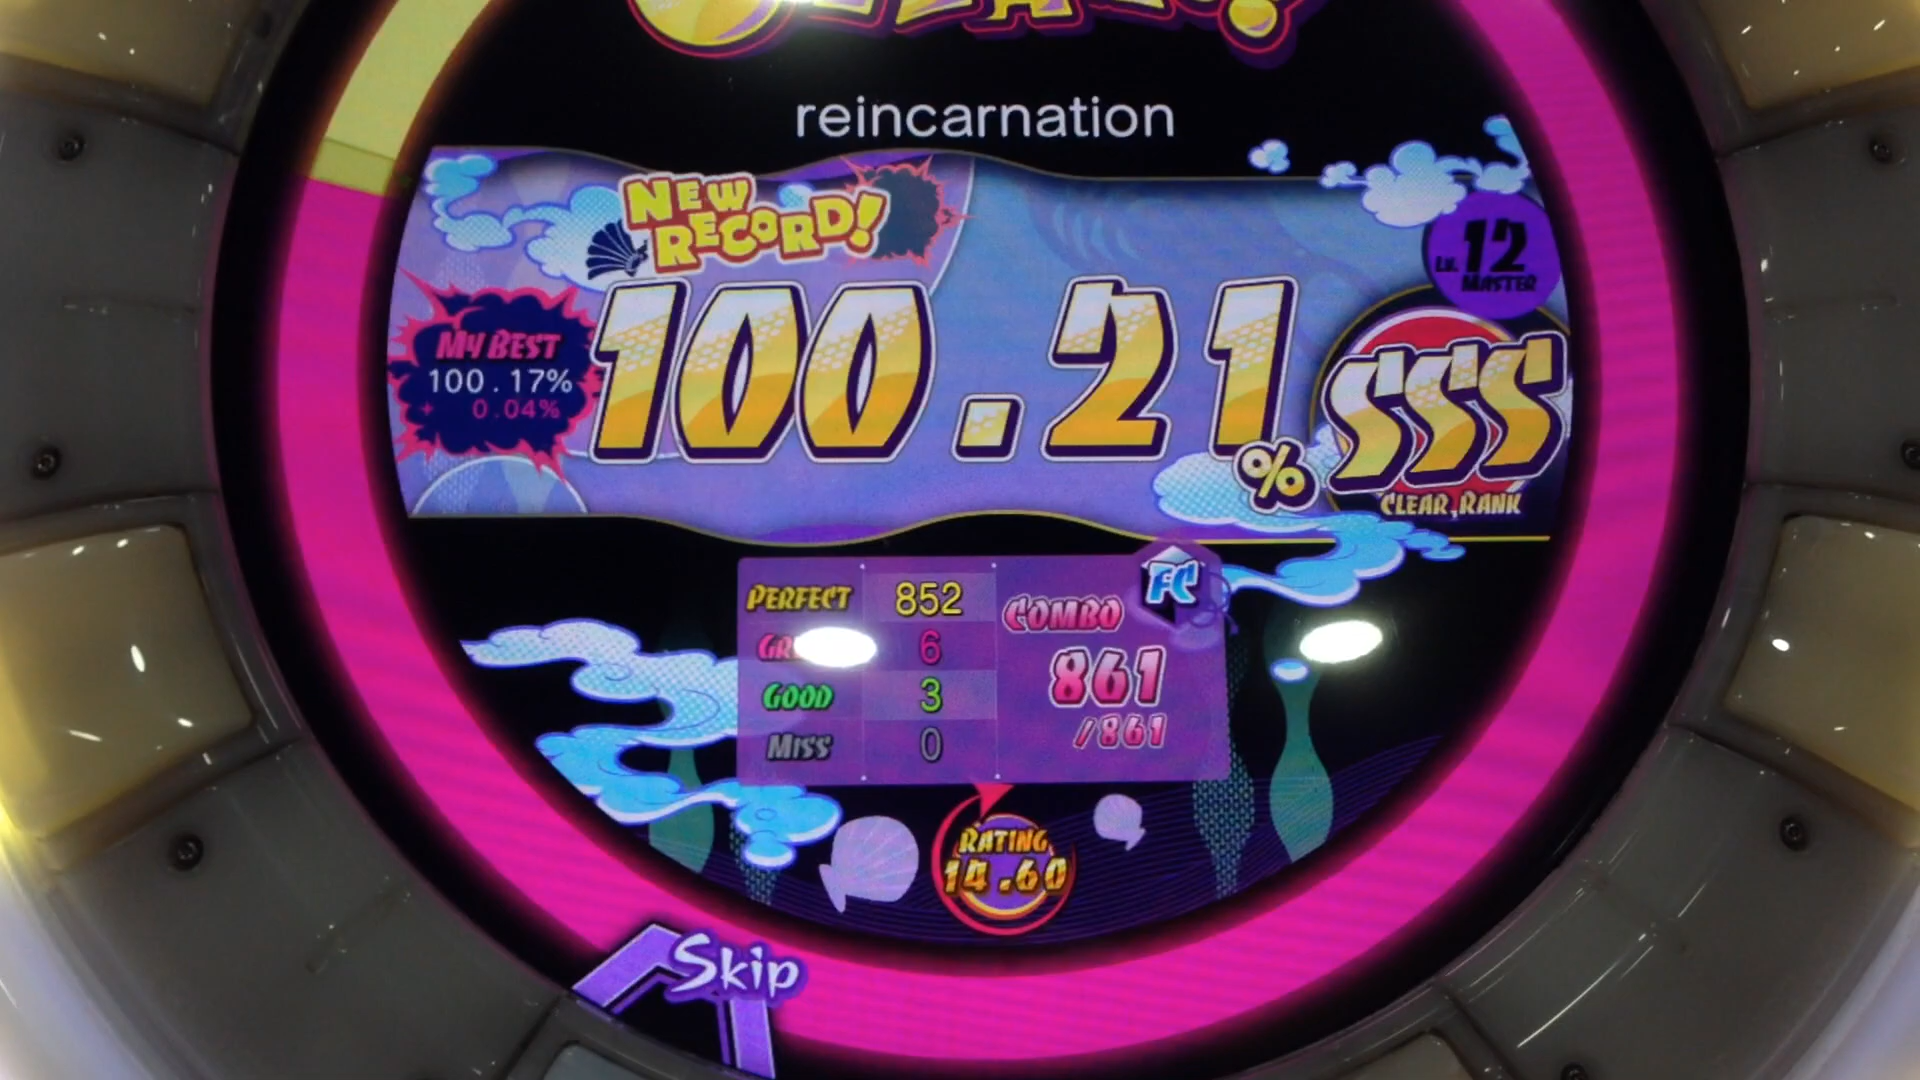 reincarnation
NEW
RECORD!
Lv. 12
MASTER
MY BEST
100.17%
+ 0.04%
100.21%
SSS
CLEAR RANK
PERFECT 852
6
GOOD 3
MISS 0
FC
COMBO
861
/861
RATING
14.60
Skip